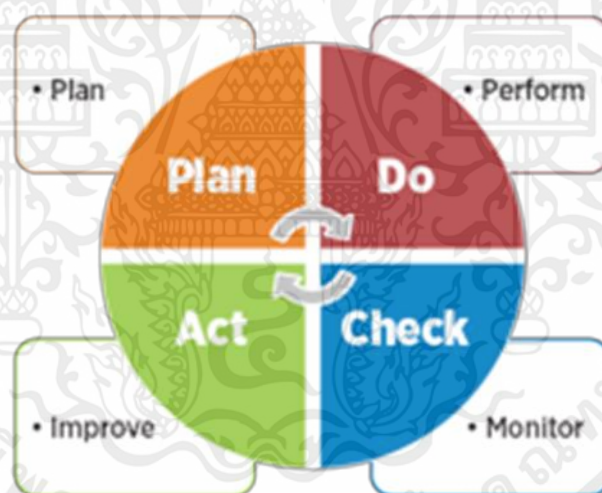 • Plan
• Perform
Plan
Do
Act
Check
• Improve
• Monitor